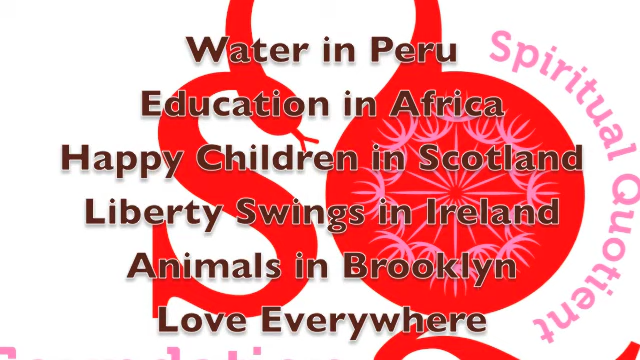 Water in Peru
Education in Africa
Happy Children in Scotland
Liberty Swings in Ireland
Animals in Brooklyn
Love Everywhere
Spiritual Quotient